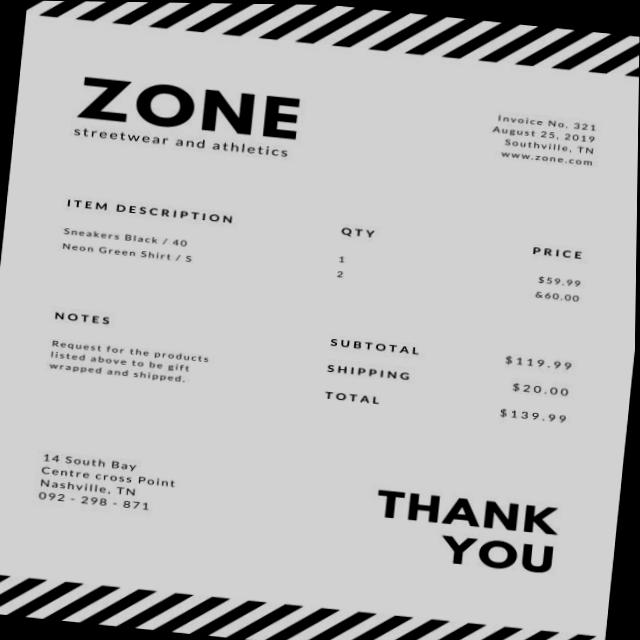 ZONE
streetwear and athletics
Invoice No. 321
August 25, 2019
Southville, TN
www.zone.com
ITEM DESCRIPTION QTY PRICE
Sneakers Black / 40 1 $59.99
Neon Green Shirt / S 2 &60.00
NOTES
Request for the products
listed above to be gift
wrapped and shipped.
SUBTOTAL $119.99
SHIPPING $20.00
TOTAL $139.99
14 South Bay
Centre cross Point
Nashville, TN
092 - 298 - 871
THANK
YOU